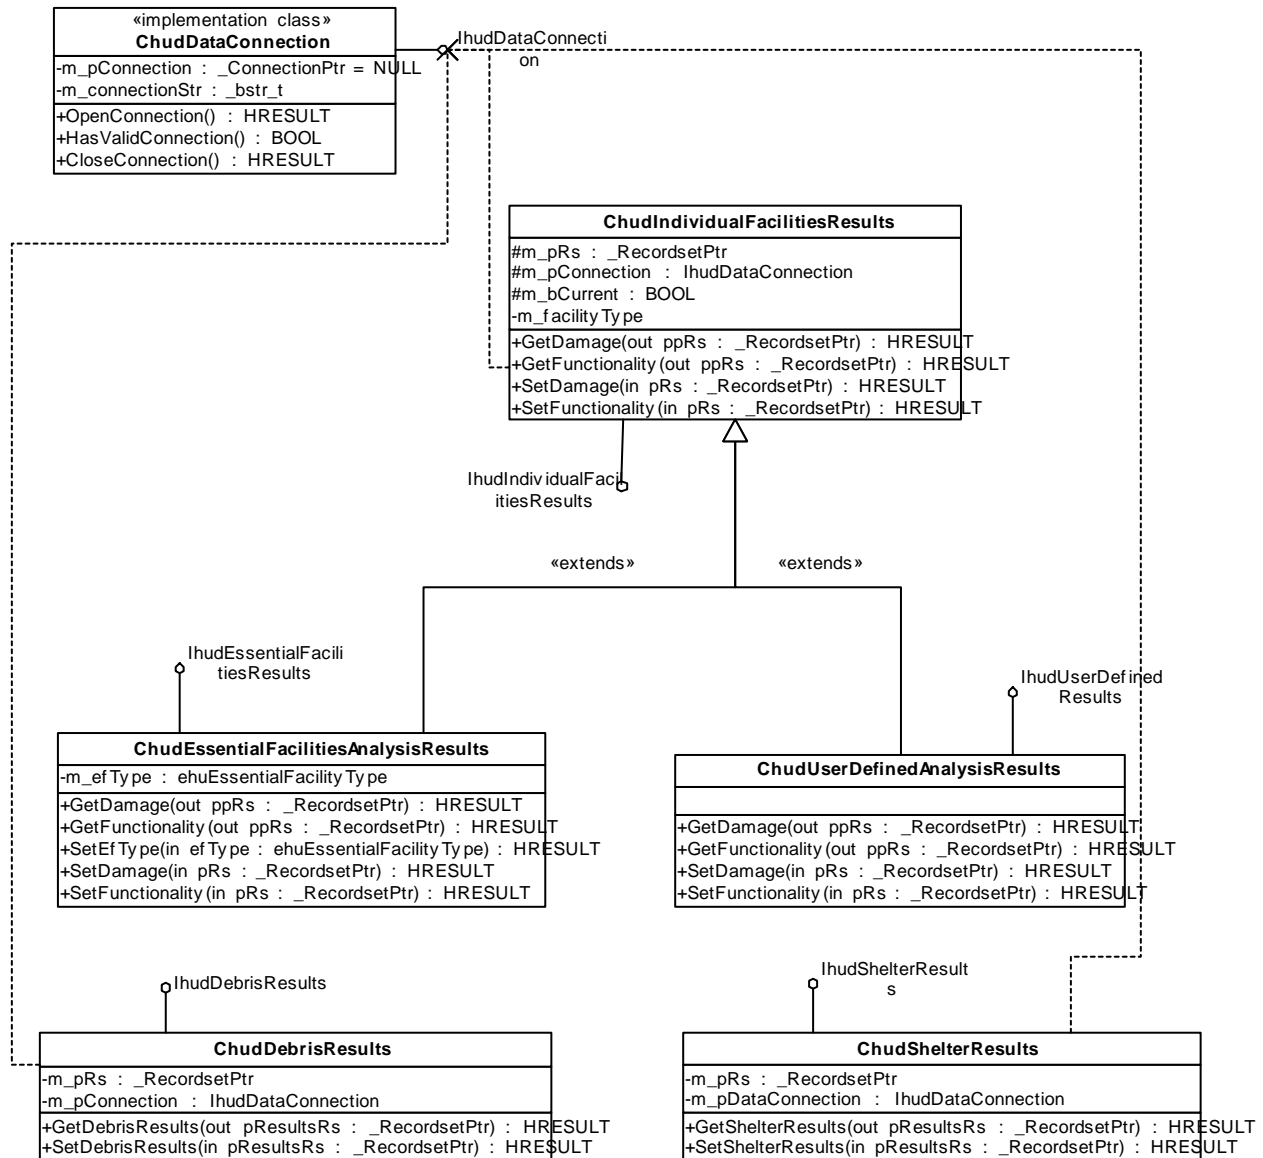 «implementation class»
ChudDataConnection
-m_pConnection : _ConnectionPtr = NULL
-m_connectionStr : _bstr_t
+OpenConnection() : HRESULT
+HasValidConnection() : BOOL
+CloseConnection() : HRESULT
IhudDataConnecti
on
ChudIndividualFacilitiesResults
#m_pRs : _RecordsetPtr
#m_pConnection : IhudDataConnection
#m_bCurrent : BOOL
-m_facilityType
+GetDamage(out ppRs : _RecordsetPtr) : HRESULT
+GetFunctionality(out ppRs : _RecordsetPtr) : HRESULT
+SetDamage(in pRs : _RecordsetPtr) : HRESULT
+SetFunctionality(in pRs : _RecordsetPtr) : HRESULT
IhudIndividualFacil
itiesResults
«extends»
«extends»
IhudEssentialFacili
tiesResults
IhudUserDefined
Results
ChudEssentialFacilitiesAnalysisResults
-m_efType : ehuEssentialFacilityType
+GetDamage(out ppRs : _RecordsetPtr) : HRESULT
+GetFunctionality(out ppRs : _RecordsetPtr) : HRESULT
+SetEfType(in efType : ehuEssentialFacilityType) : HRESULT
+SetDamage(in pRs : _RecordsetPtr) : HRESULT
+SetFunctionality(in pRs : _RecordsetPtr) : HRESULT
ChudUserDefinedAnalysisResults
+GetDamage(out ppRs : _RecordsetPtr) : HRESULT
+GetFunctionality(out ppRs : _RecordsetPtr) : HRESULT
+SetDamage(in pRs : _RecordsetPtr) : HRESULT
+SetFunctionality(in pRs : _RecordsetPtr) : HRESULT
IhudDebrisResults
IhudShelterResult
s
ChudDebrisResults
-m_pRs : _RecordsetPtr
-m_pConnection : IhudDataConnection
+GetDebrisResults(out pResultsRs : _RecordsetPtr) : HRESULT
+SetDebrisResults(in pResultsRs : _RecordsetPtr) : HRESULT
ChudShelterResults
-m_pRs : _RecordsetPtr
-m_pDataConnection : IhudDataConnection
+GetShelterResults(out pResultsRs : _RecordsetPtr) : HRESULT
+SetShelterResults(in pResultsRs : _RecordsetPtr) : HRESULT